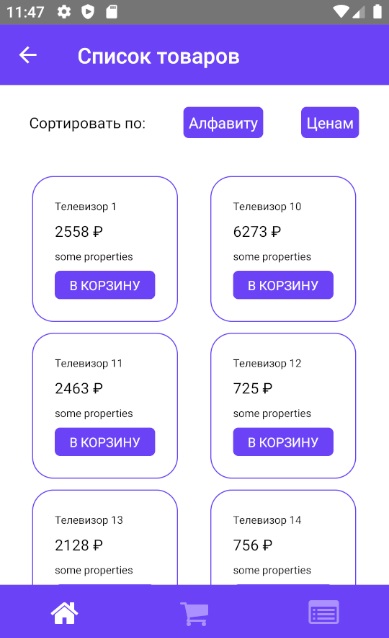 11:47
Список товаров
Сортировать по: Алфавиту Ценам
Телевизор 1
2558 ₽
some properties
В КОРЗИНУ
Телевизор 10
6273 ₽
some properties
В КОРЗИНУ
Телевизор 11
2463 ₽
some properties
В КОРЗИНУ
Телевизор 12
725 ₽
some properties
В КОРЗИНУ
Телевизор 13
2128 ₽
some properties
Телевизор 14
756 ₽
some properties